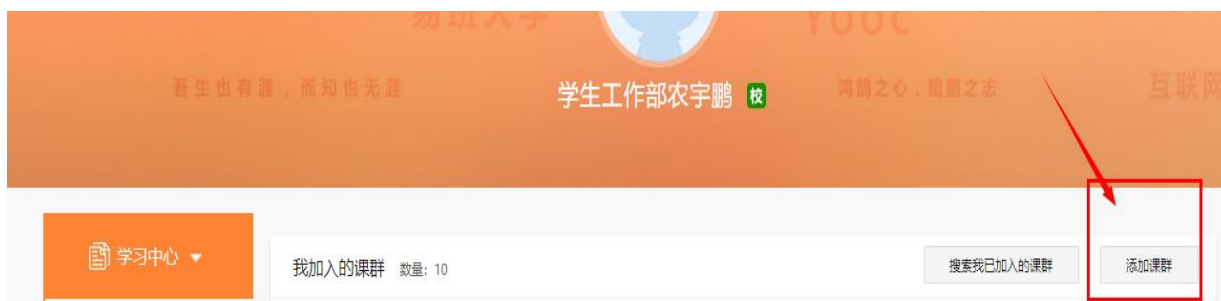 易班大学
YOOC
吾生也有涯，而知也无涯
学生工作部农宇鹏 校
鸿鹄之心，鲲鹏之志
互联网
学习中心
我加入的课群 数量: 10
搜索我已加入的课群
添加课群